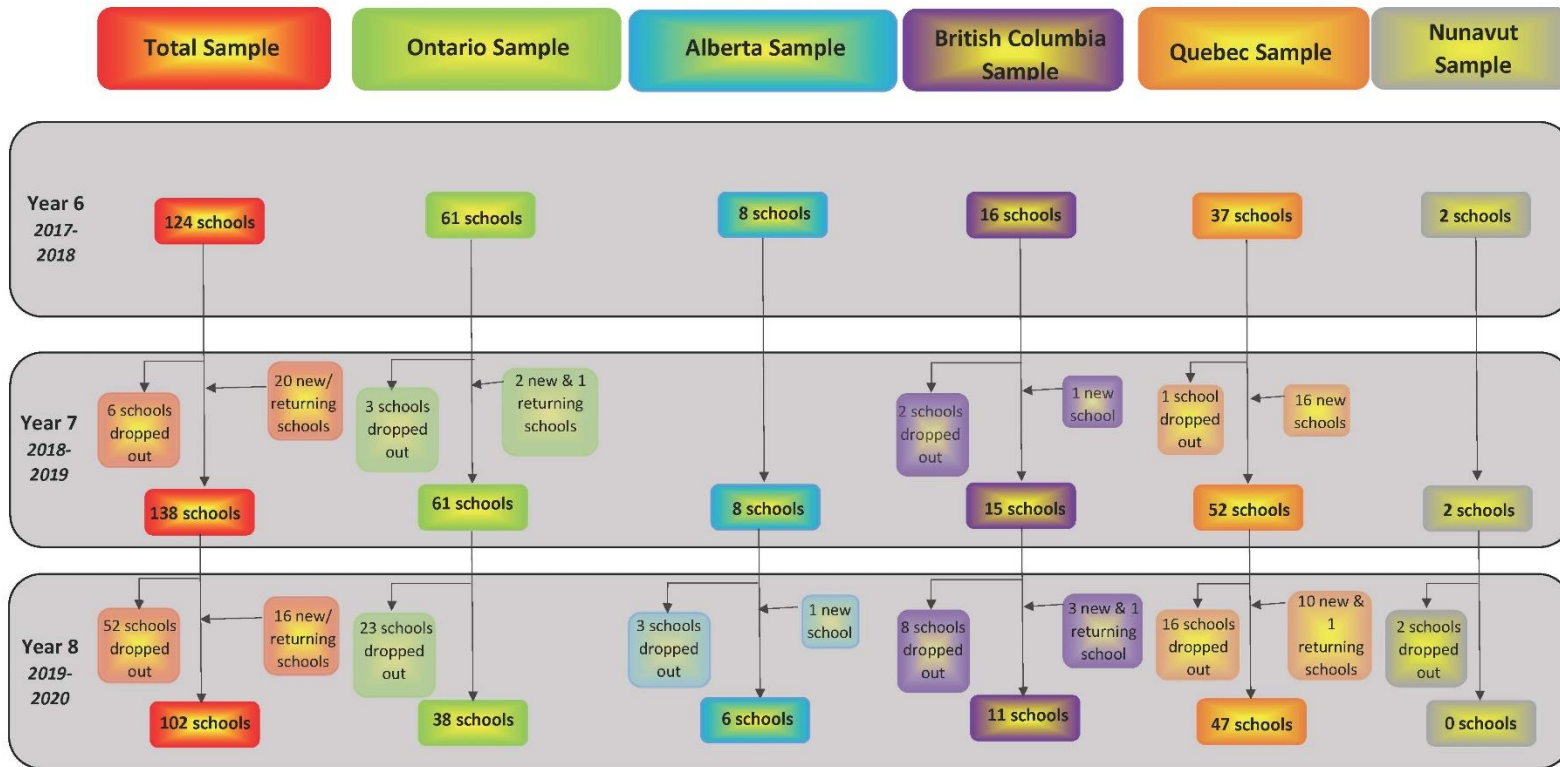 Total Sample
Ontario Sample
Alberta Sample
British Columbia
Sample
Quebec Sample
Nunavut
Sample
Year 6
2017-
2018
124 schools
61 schools
8 schools
16 schools
37 schools
2 schools
Year 7
2018-
2019
6 schools
dropped
out
20 new/
returning
schools
3 schools
dropped
out
2 new & 1
returning
schools
2 schools
dropped
out
1 new
school
1 school
dropped
out
16 new
schools
138 schools
61 schools
8 schools
15 schools
52 schools
2 schools
Year 8
2019-
2020
52 schools
dropped
out
16 new/
returning
schools
23 schools
dropped
out
3 schools
dropped
out
1 new
school
8 schools
dropped
out
3 new & 1
returning
school
16 schools
dropped
out
10 new &
1
returning
schools
2 schools
dropped
out
102 schools
38 schools
6 schools
11 schools
47 schools
0 schools